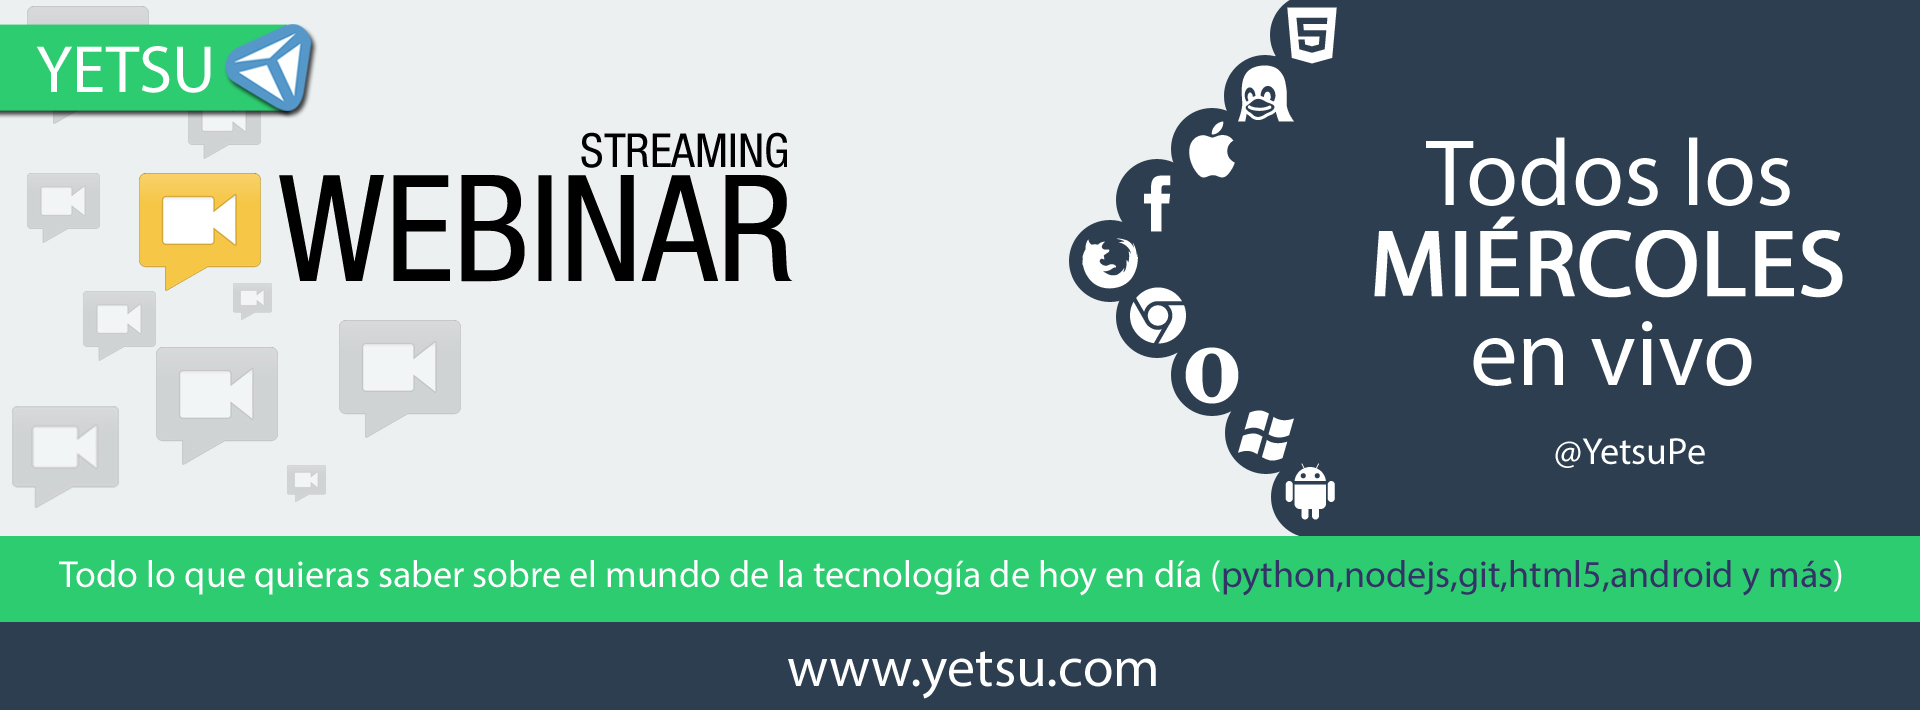 YETSU
STREAMING
WEBINAR
Todos los
MIÉRCOLES
en vivo
@YetsuPe
Todo lo que quieras saber sobre el mundo de la tecnología de hoy en día (python,nodejs,git,html5,android y más)
www.yetsu.com